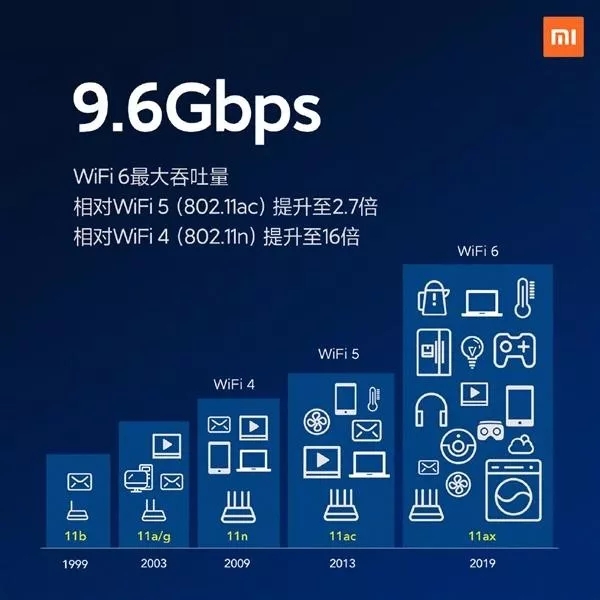 mi
9.6Gbps
WiFi 6最大吞吐量
相对WiFi 5（802.11ac）提升至2.7倍
相对WiFi 4（802.11n）提升至16倍
WiFi 6
WiFi 5
WiFi 4
11b 11a/g 11n 11ac 11ax
1999 2003 2009 2013 2019